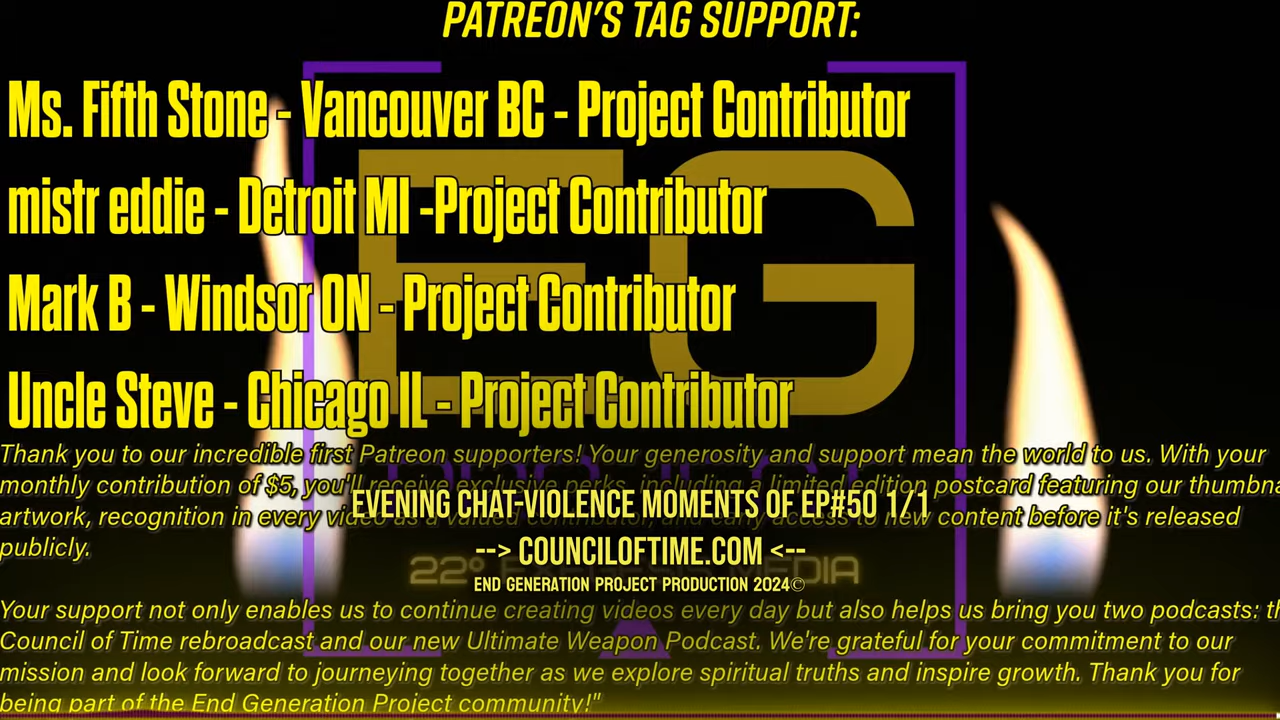 PATREON'S TAG SUPPORT:
Ms. Fifth Stone - Vancouver BC - Project Contributor
mistr eddie - Detroit MI -Project Contributor
Mark B - Windsor ON - Project Contributor
Uncle Steve - Chicago IL - Project Contributor
EG
Thank you to our incredible first Patreon supporters! Your generosity and support mean the world to us. With your
monthly contribution of $5, you'll receive exclusive perks, including a limited edition postcard featuring our thumbna
EVENING CHAT-VIOLENCE MOMENTS OF EP#50 1/1
artwork, recognition in every video as a valued contributor, and early access to new content before it's released
publicly.
--> COUNCILOFTIME.COM <--
22º MEDIA
END GENERATION PROJECT PRODUCTION 2024©
Your support not only enables us to continue creating videos every day but also helps us bring you two podcasts: th
Council of Time rebroadcast and our new Ultimate Weapon Podcast. We're grateful for your commitment to our
mission and look forward to journeying together as we explore spiritual truths and inspire growth. Thank you for
being part of the End Generation Project community!"